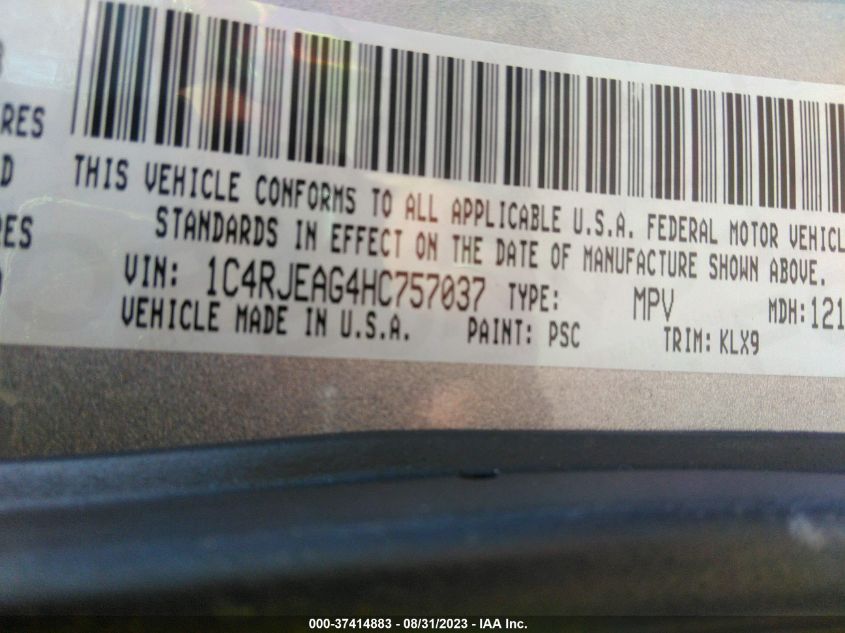 RES
D
RES
THIS VEHICLE CONFORMS TO ALL APPLICABLE U.S.A. FEDERAL MOTOR VEHICL
STANDARDS IN EFFECT ON THE DATE OF MANUFACTURE SHOWN ABOVE.
VIN: 1C4RJEAG4HC757037 TYPE: MPV MDH:121
VEHICLE MADE IN U.S.A. PAINT: PSC TRIM: KLX9
000-37414883 - 08/31/2023 - IAA Inc.